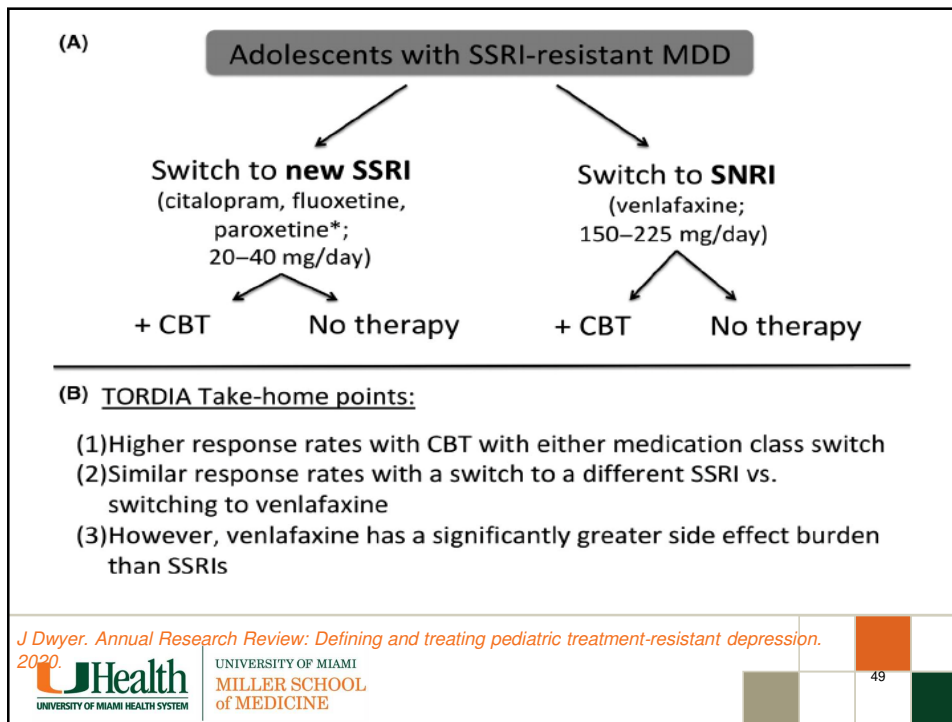 (A)
Adolescents with SSRI-resistant MDD
Switch to new SSRI
(citalopram, fluoxetine,
paroxetine*;
20–40 mg/day)
Switch to SNRI
(venlafaxine;
150–225 mg/day)
+ CBT
No therapy
+ CBT
No therapy
(B) TORDIA Take-home points:
(1)Higher response rates with CBT with either medication class switch
(2)Similar response rates with a switch to a different SSRI vs.
switching to venlafaxine
(3)However, venlafaxine has a significantly greater side effect burden
than SSRIs
J Dwyer. Annual Research Review: Defining and treating pediatric treatment-resistant depression.
2020.
UHealth
UNIVERSITY OF MIAMI HEALTH SYSTEM
UNIVERSITY OF MIAMI
MILLER SCHOOL
of MEDICINE
49